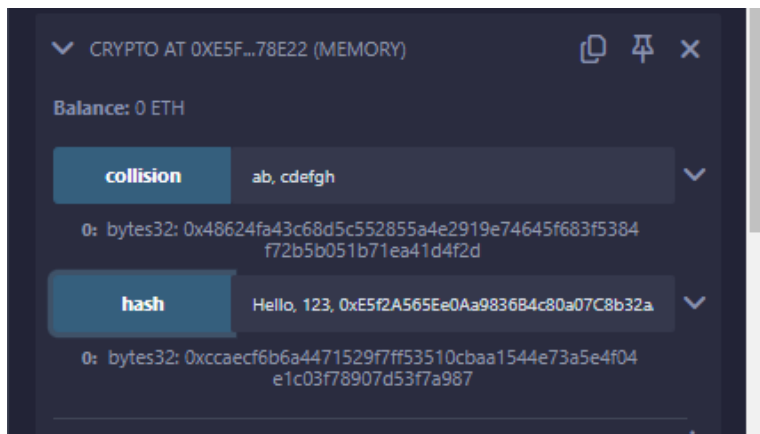 CRYPTO AT 0XE5F...78E22 (MEMORY)
Balance: 0 ETH
collision ab, cdefgh
0: bytes32: 0x48624fa43c68d5c552855a4e2919e74645f683f5384
f72b5b051b71ea41d4f2d
hash Hello, 123, 0xE5f2A565Ee0Aa9836B4c80a07C8b32a
0: bytes32: 0xccaecf6b6a4471529f7ff53510cbaa1544e73a5e4f04
e1c03f78907d53f7a987